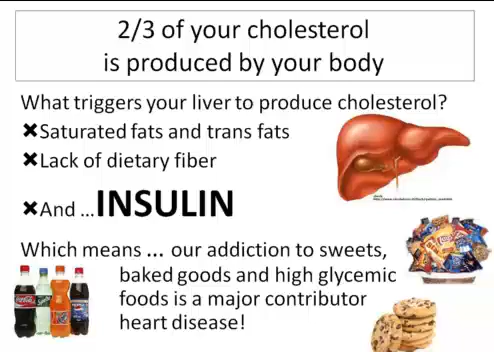 2/3 of your cholesterol
is produced by your body
What triggers your liver to produce cholesterol?
✖Saturated fats and trans fats
✖Lack of dietary fiber
✖And ...INSULIN
Which means ... our addiction to sweets,
baked goods and high glycemic
foods is a major contributor
heart disease!